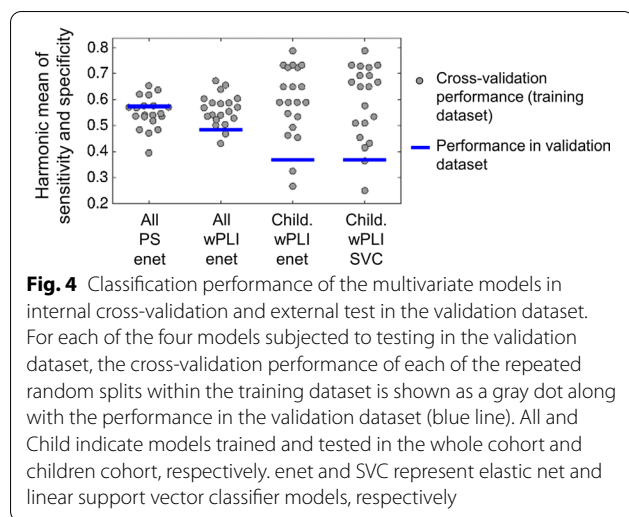 Harmonic mean of
sensitivity and specificity
0.8
0.7
0.6
0.5
0.4
0.3
0.2
All
PS
enet
All
wPLI
enet
Child.
wPLI
enet
Child.
wPLI
SVC
Cross-validation
performance (training
dataset)
Performance in validation
dataset
Fig. 4 Classification performance of the multivariate models in
internal cross-validation and external test in the validation dataset.
For each of the four models subjected to testing in the validation
dataset, the cross-validation performance of each of the repeated
random splits within the training dataset is shown as a gray dot along
with the performance in the validation dataset (blue line). All and
Child indicate models trained and tested in the whole cohort and
children cohort, respectively. enet and SVC represent elastic net and
linear support vector classifier models, respectively